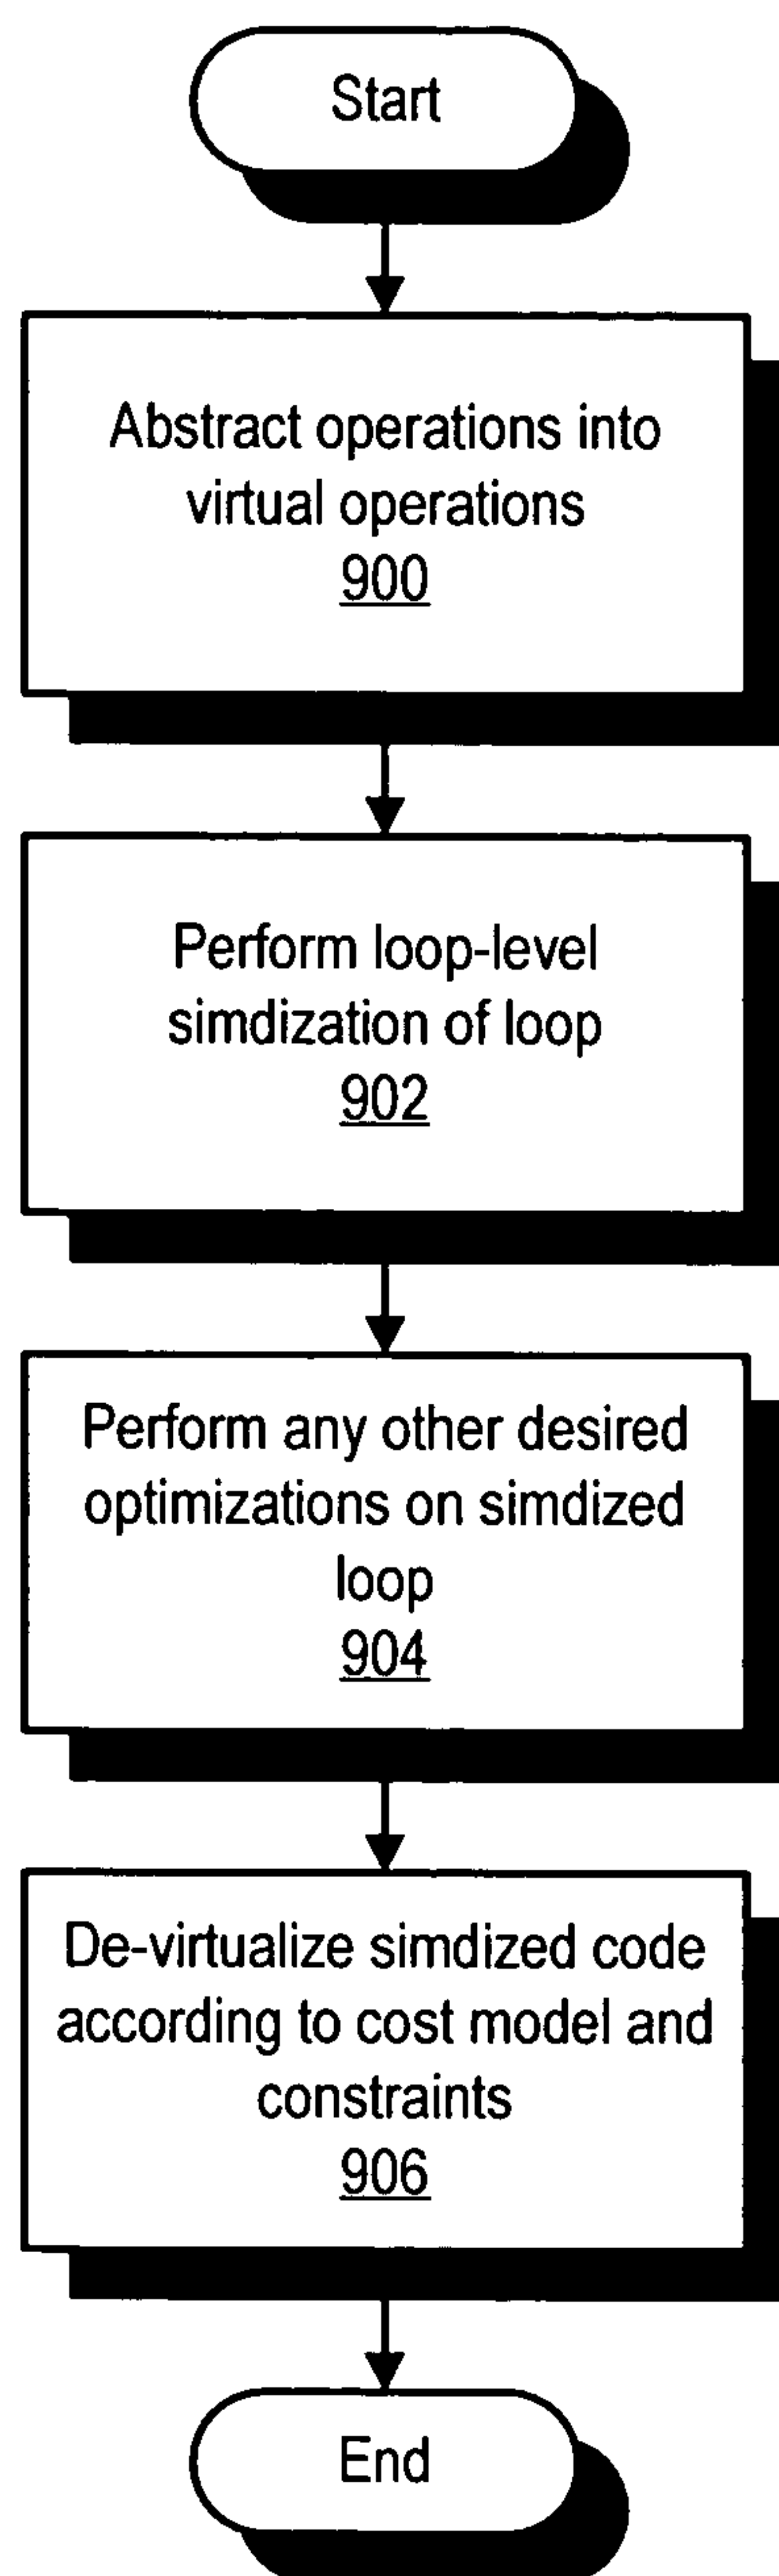 Start
Abstract operations into
virtual operations
900
Perform loop-level
simdization of loop
902
Perform any other desired
optimizations on simdized
loop
904
De-virtualize simdized code
according to cost model and
constraints
906
End